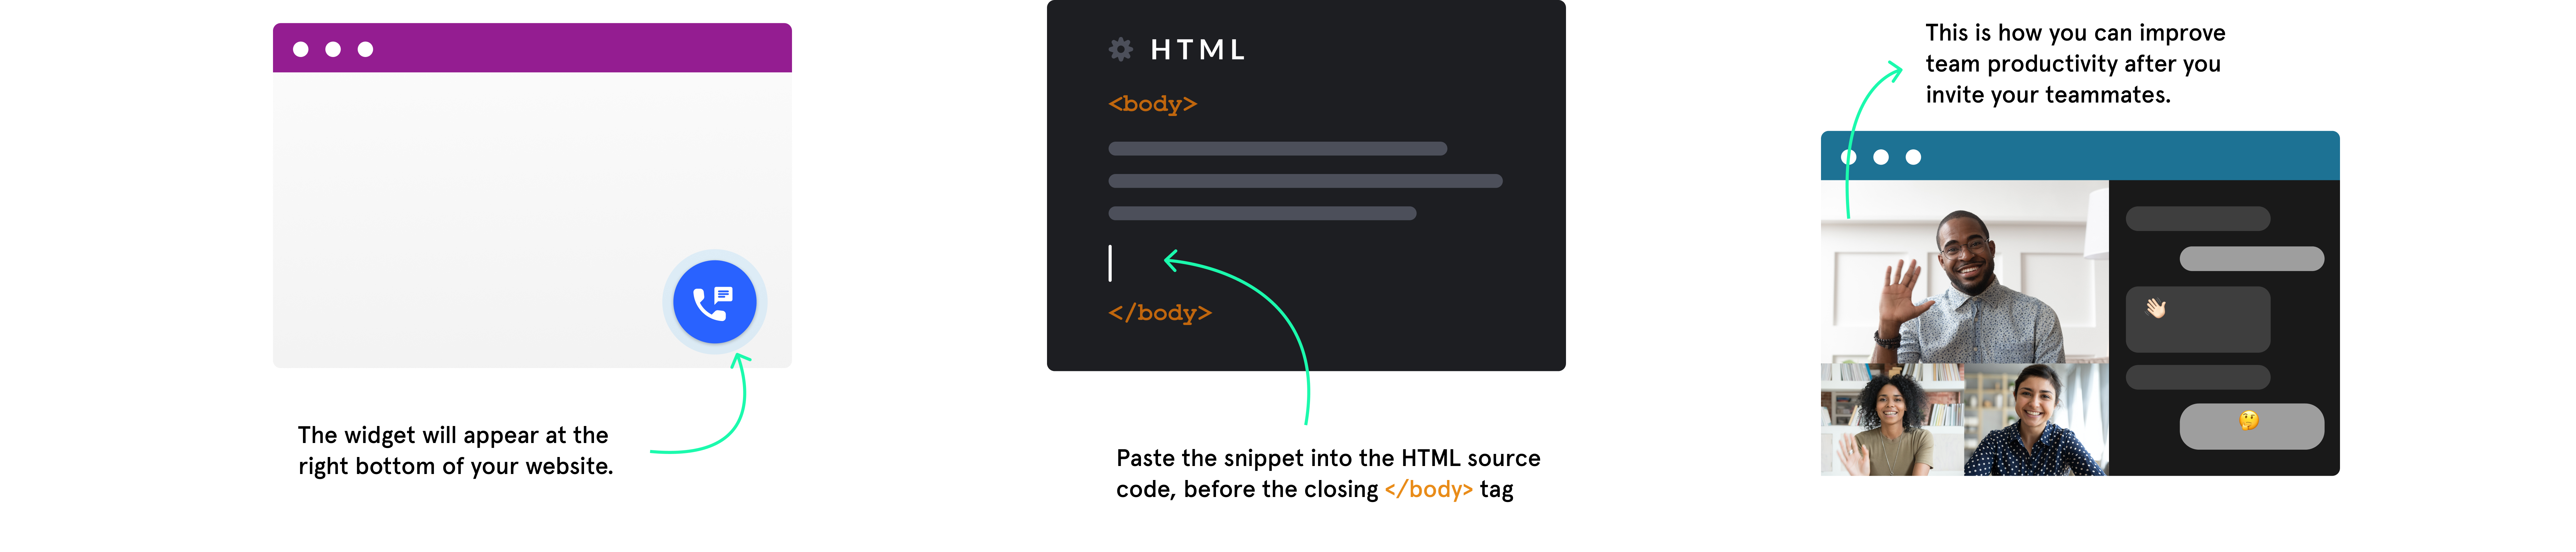 The widget will appear at the
right bottom of your website.
HTML
<body>
</body>
Paste the snippet into the HTML source
code, before the closing </body> tag
This is how you can improve
team productivity after you
invite your teammates.